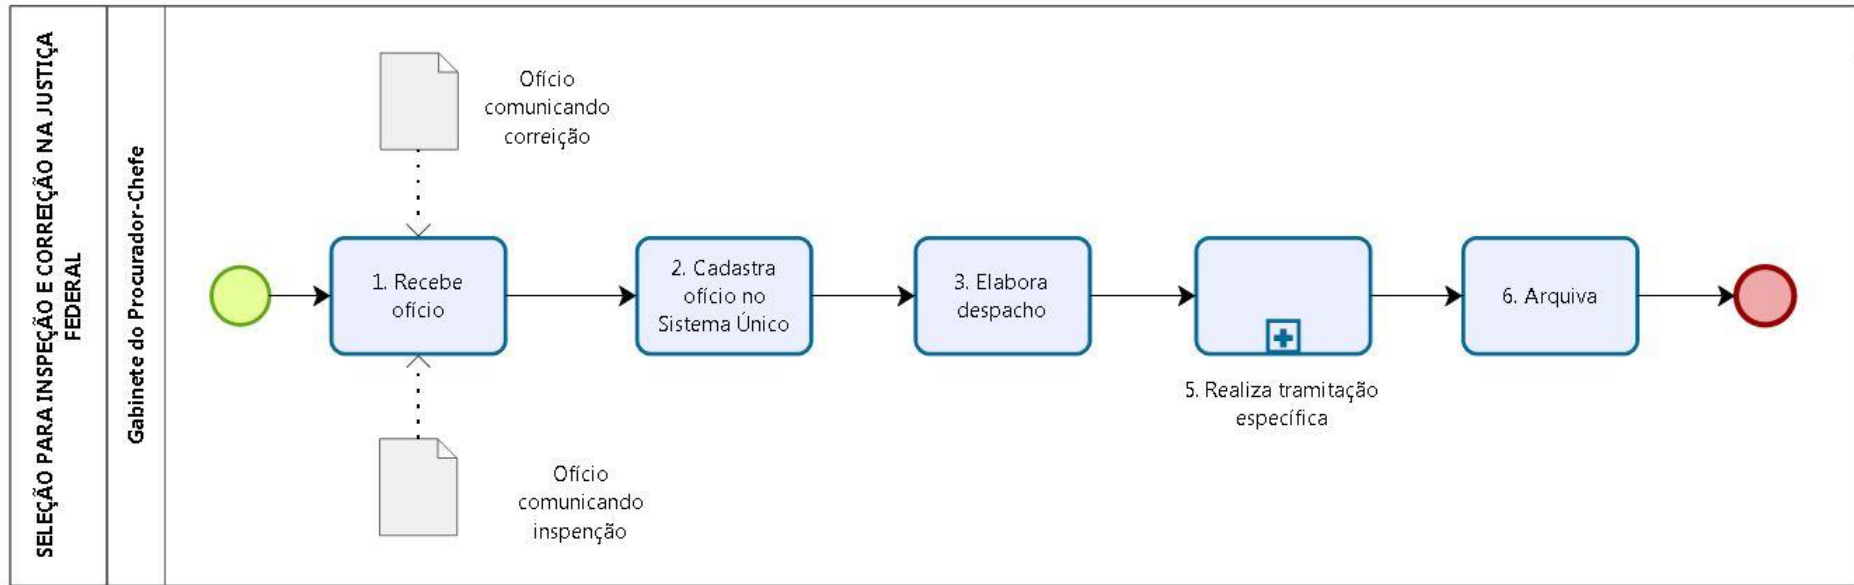 SELEÇÃO PARA INSPEÇÃO E CORREIÇÃO NA JUSTIÇA
FEDERAL
Gabinete do Procurador-Chefe
Ofício
comunicando
correição
1. Recebe
ofício
Ofício
comunicando
inspenção
2. Cadastra
ofício no
Sistema Único
3. Elabora
despacho
5. Realiza tramitação
específica
6. Arquiva